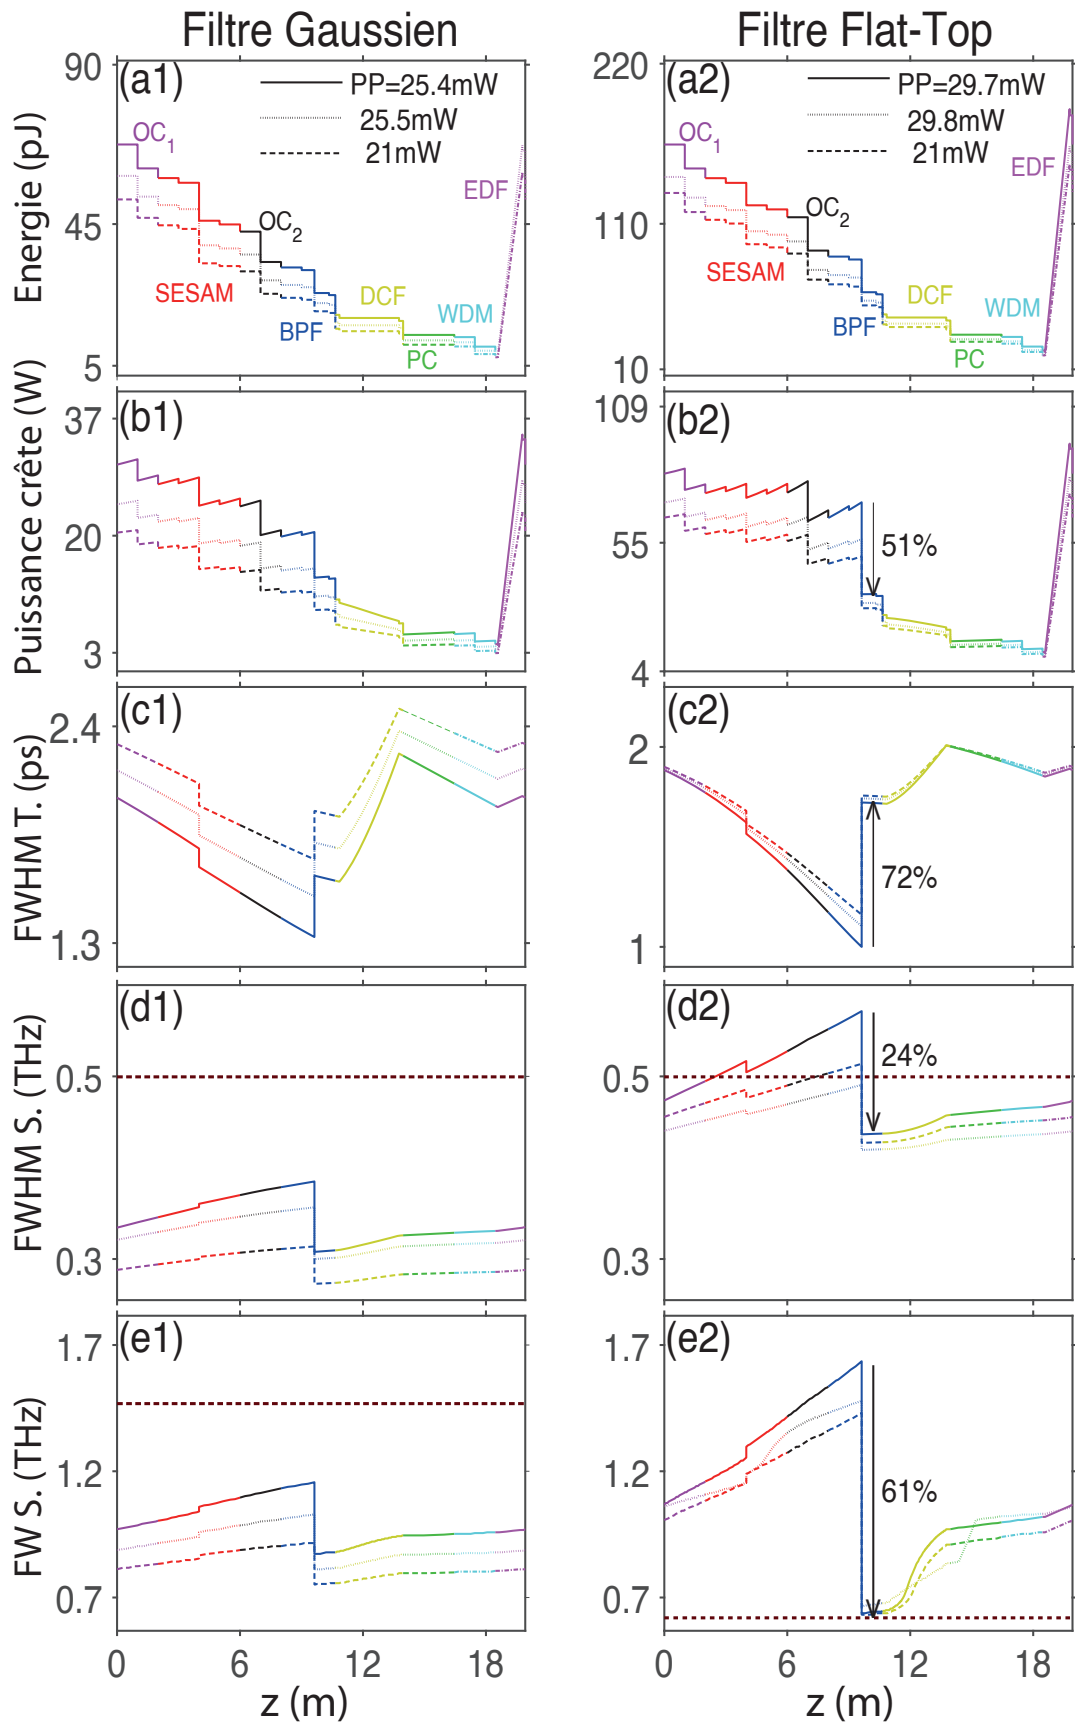 Filtre Gaussien
Filtre Flat-Top
Energie (pJ)
90
45
5
(a1)
PP=25.4mW
25.5mW
21mW
OC1
SESAM
OC2
BPF
DCF
PC
WDM
EDF
220
110
10
(a2)
PP=29.7mW
29.8mW
21mW
OC1
SESAM
OC2
BPF
DCF
PC
WDM
EDF
Puissance crête (W)
37
20
3
(b1)
109
55
4
(b2)
51%
FWHM T. (ps)
2.4
1.3
(c1)
2
1
(c2)
72%
FWHM S. (THz)
0.5
0.3
(d1)
0.5
0.3
(d2)
24%
FW S. (THz)
1.7
1.2
0.7
(e1)
1.7
1.2
0.7
(e2)
61%
0 6 12 18
z (m)
0 6 12 18
z (m)